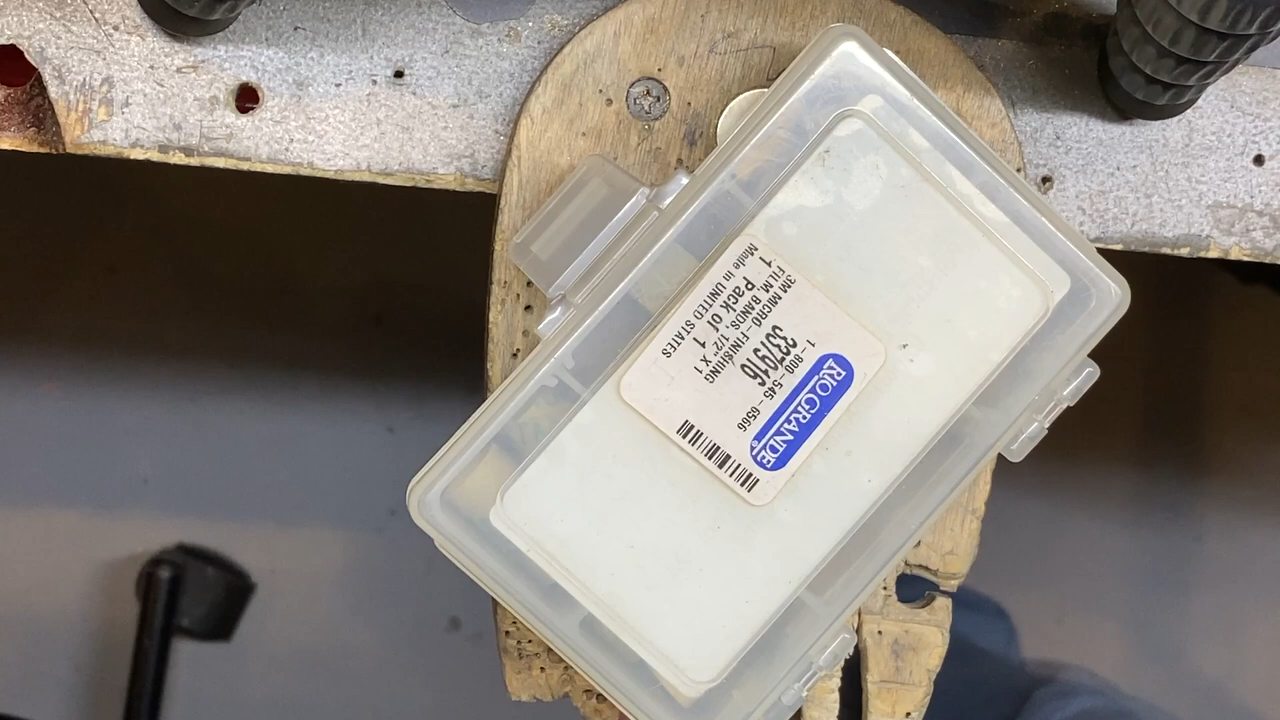 RIO GRANDE®
1-800-545-6566
337916
3M MICRO-FINISHING
FILM, BANDS, 1/2" X 1
1 Pack of 1
Made in UNITED STATES